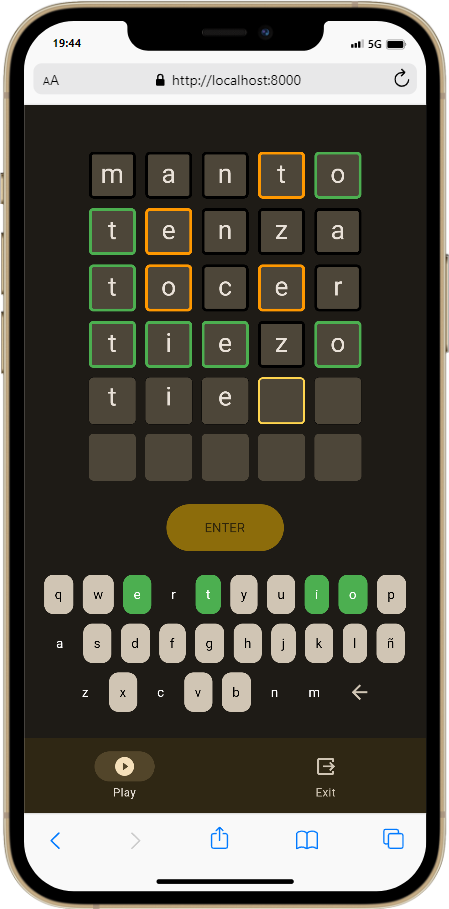 19:44 5G
AA http://localhost:8000
m a n t o
t e n z a
t o c e r
t i e z o
t i e
ENTER
q w e r t y u i o p
a s d f g h j k l ñ
z x c v b n m
Play Exit